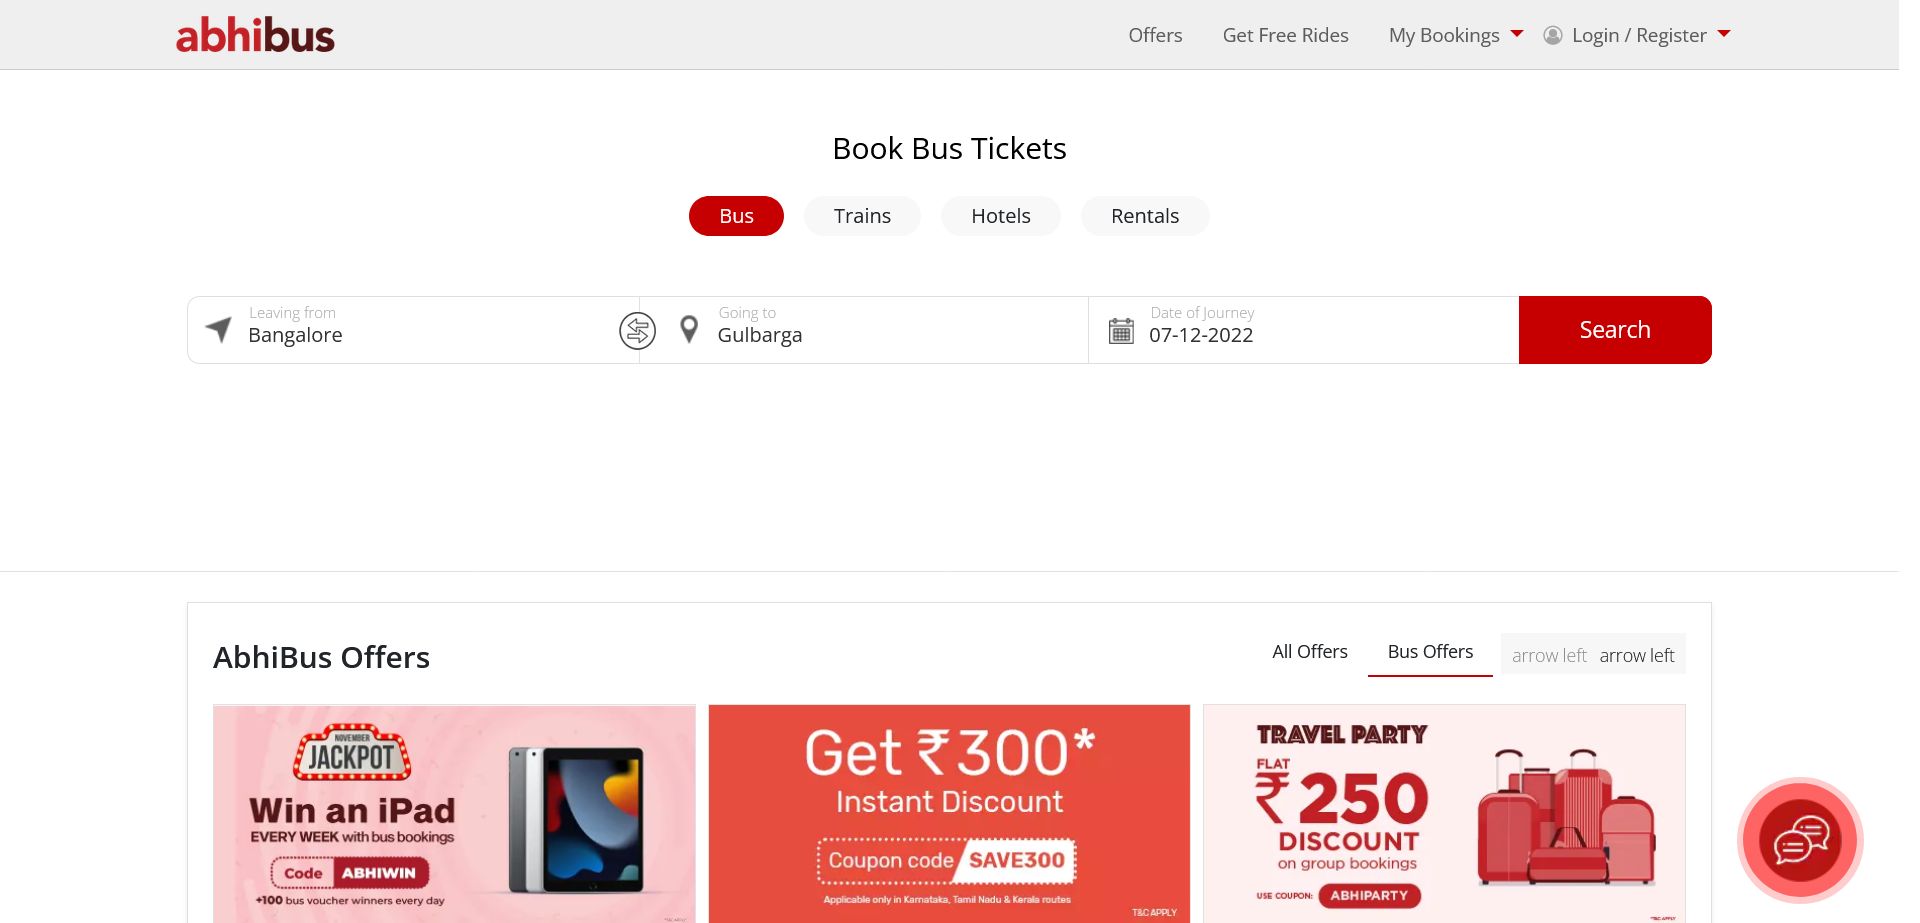 abhibus
Offers
Get Free Rides
My Bookings
Login / Register
Book Bus Tickets
Bus
Trains
Hotels
Rentals
Leaving from
Bangalore
Going to
Gulbarga
Date of Journey
07-12-2022
Search
AbhiBus Offers
All Offers
Bus Offers
arrow left
arrow left
NOVEMBER
JACKPOT
Win an iPad
EVERY WEEK with bus bookings
Code ABHIWIN
+100 bus voucher winners every day
*T&C APPLY
Get ₹300*
Instant Discount
Coupon code SAVE300
Applicable only in Karnataka, Tamil Nadu & Kerala routes
T&C APPLY
TRAVEL PARTY
FLAT
₹250
DISCOUNT
on group bookings
USE COUPON: ABHIPARTY
*T&C APPLY